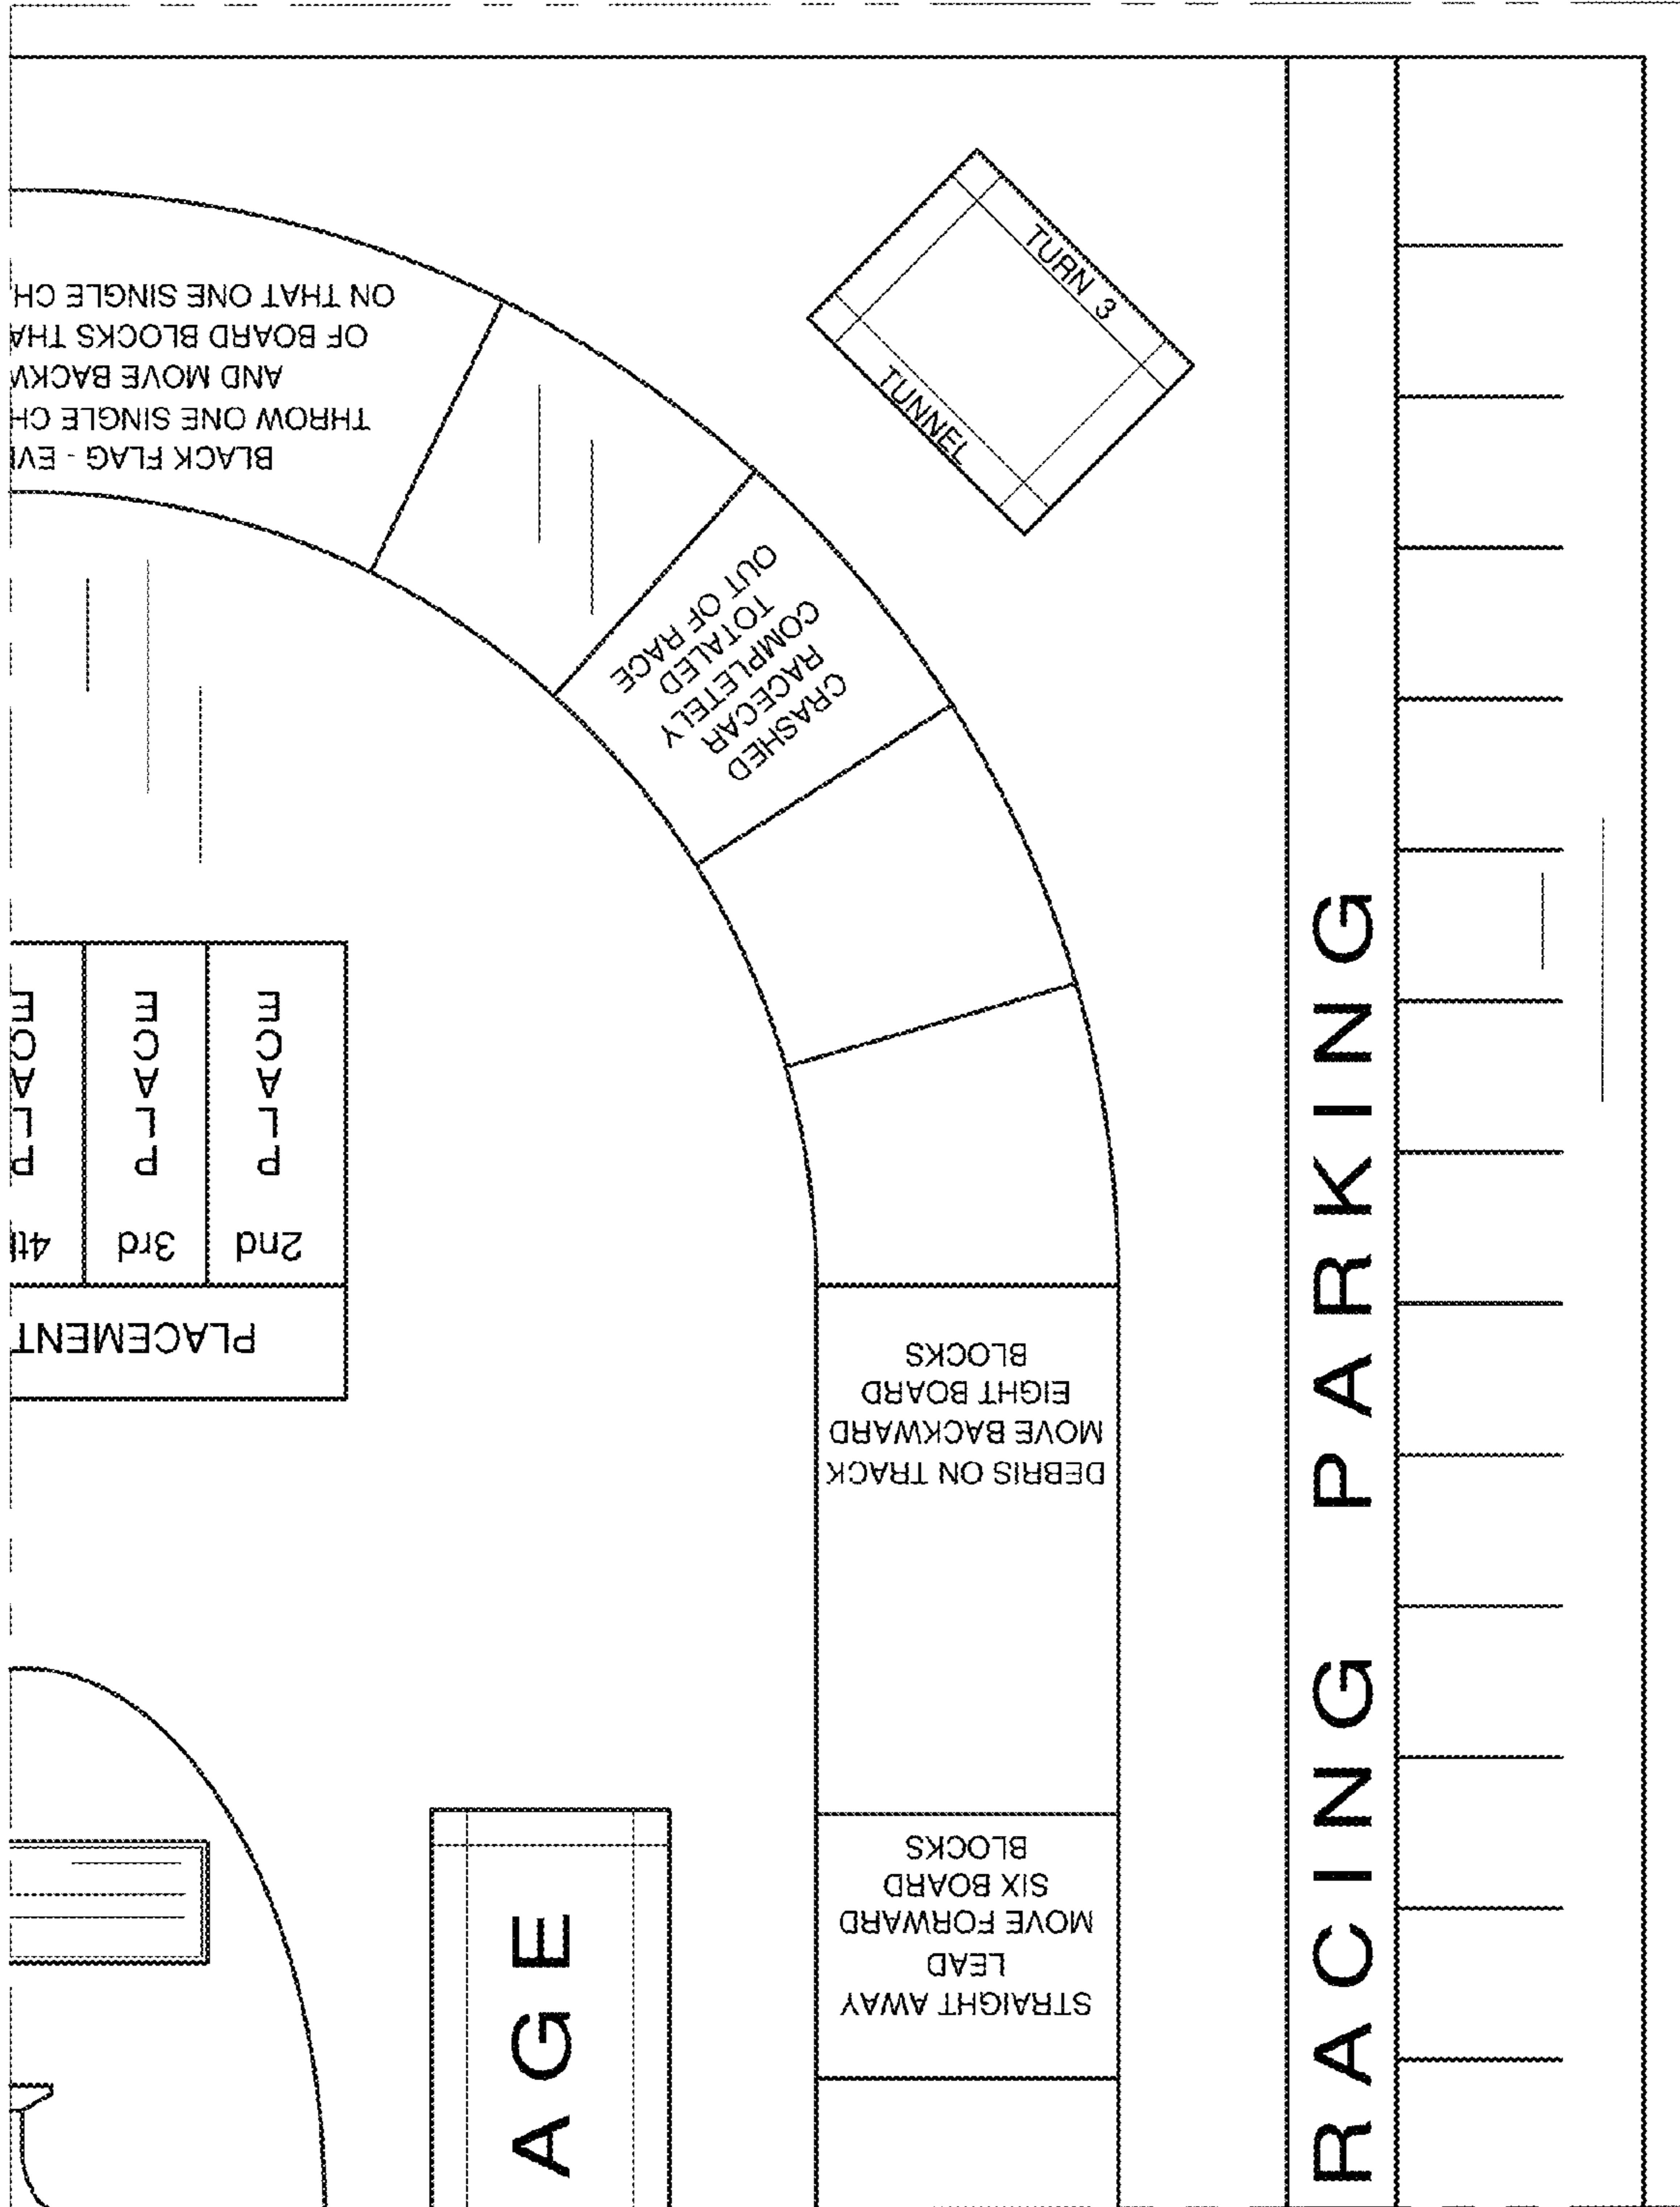 BLACK FLAG - EV
THROW ONE SINGLE CH
AND MOVE BACKW
OF BOARD BLOCKS THA
ON THAT ONE SINGLE CH
TURN 3
TUNNEL
CRASHED
RACECAR
COMPLETELY
TOTALED
OUT OF RACE
PLACEMENT
2nd
PLACE
3rd
PLACE
4t
PLACE
STRAIGHT AWAY
LEAD
MOVE FORWARD
SIX BOARD
BLOCKS
DEBRIS ON TRACK
MOVE BACKWARD
EIGHT BOARD
BLOCKS
AGE
RACING PARKING